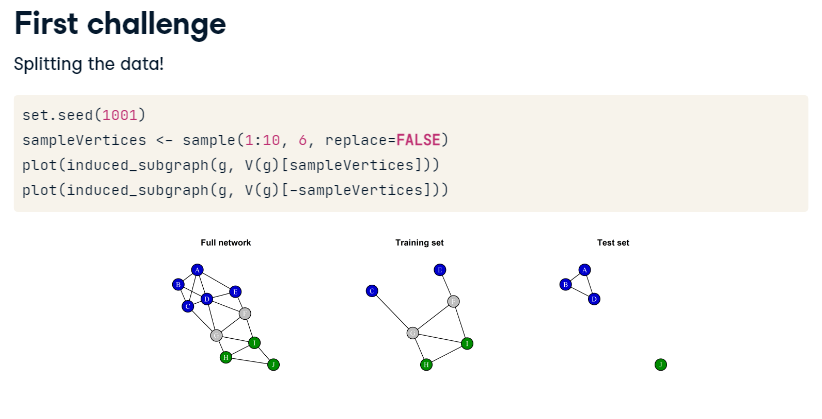 First challenge
Splitting the data!
set.seed(1001)
sampleVertices <- sample(1:10, 6, replace=FALSE)
plot(induced_subgraph(g, V(g)[sampleVertices]))
plot(induced_subgraph(g, V(g)[-sampleVertices]))
Full network
Training set
Test set
A
B
C
D
E
H
I
J
C
H
I
A
B
D